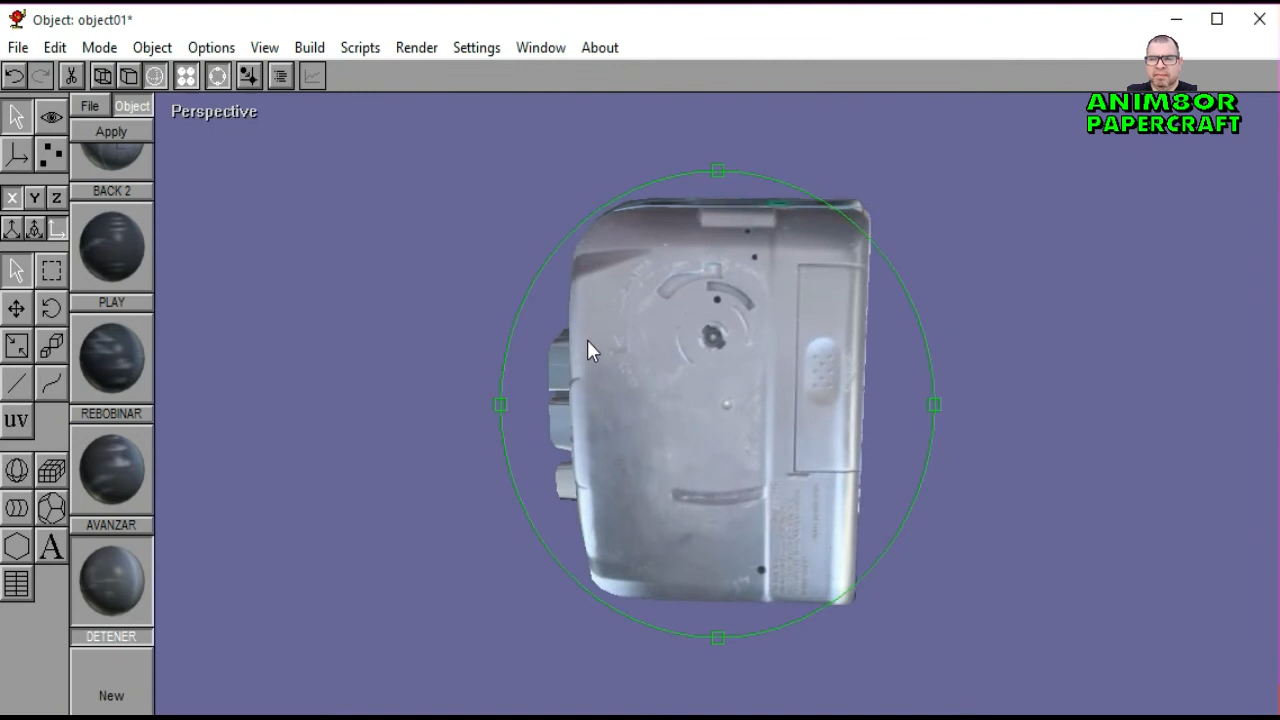 Object: object01*
File Edit Mode Object Options View Build Scripts Render Settings Window About
ANIM8OR
PAPERCRAFT
File Object
Perspective
Apply
BACK 2
X Y Z
PLAY
REBOBINAR
uv
AVANZAR
A
DETENER
New